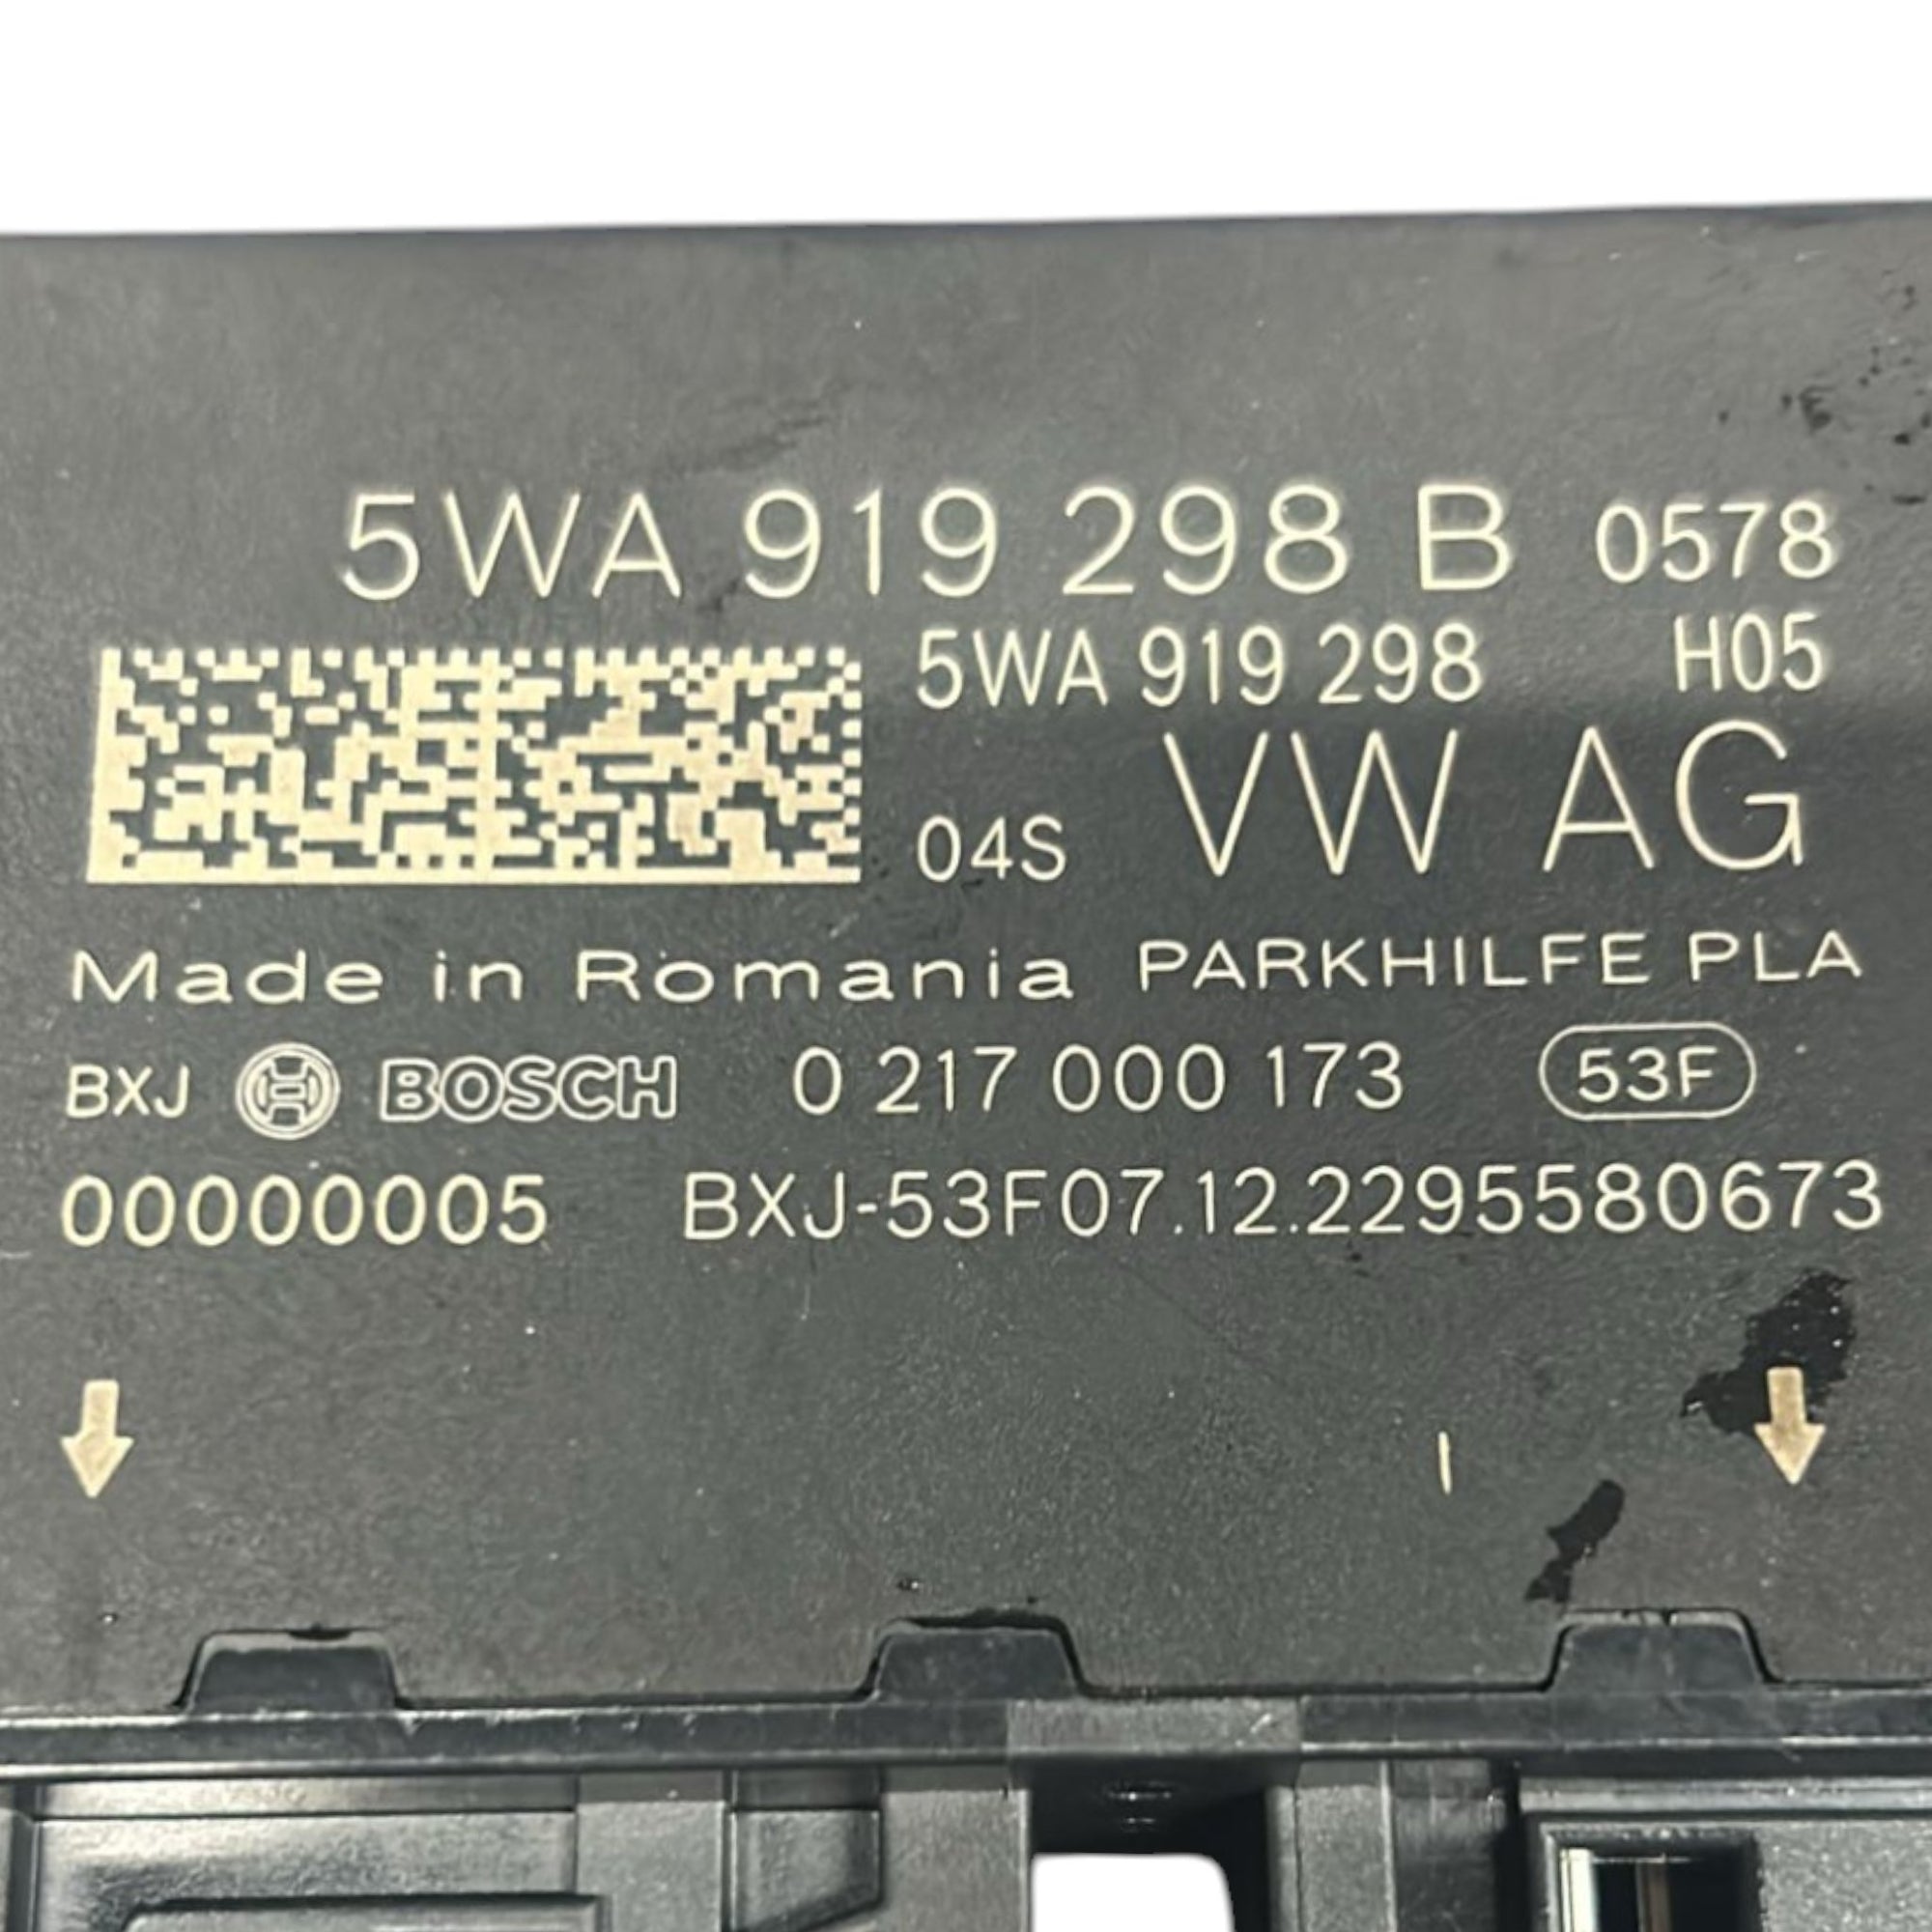 5WA 919 298 B 0578
5WA 919 298 H05
04S VW AG
Made in Romania PARKHILFE PLA
BXJ BOSCH 0 217 000 173 53F
00000005 BXJ-53F07.12.2295580673